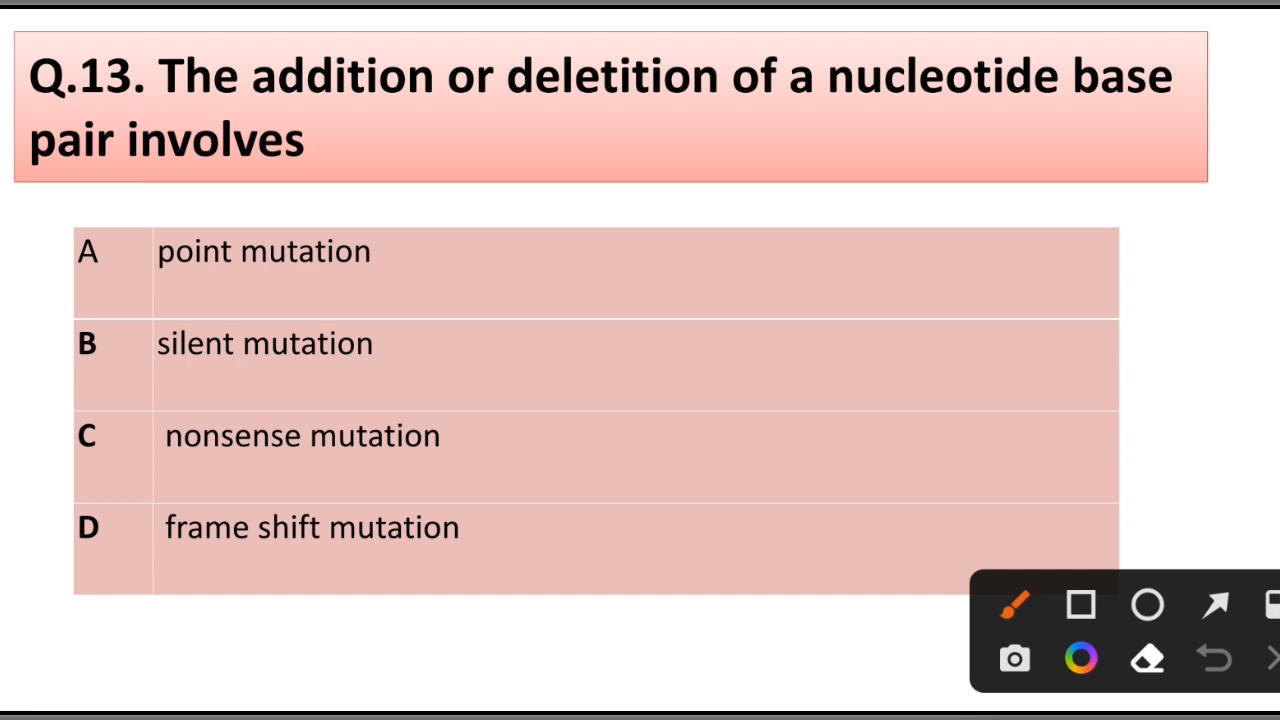 Q.13. The addition or deletition of a nucleotide base
pair involves
A point mutation
B silent mutation
C nonsense mutation
D frame shift mutation